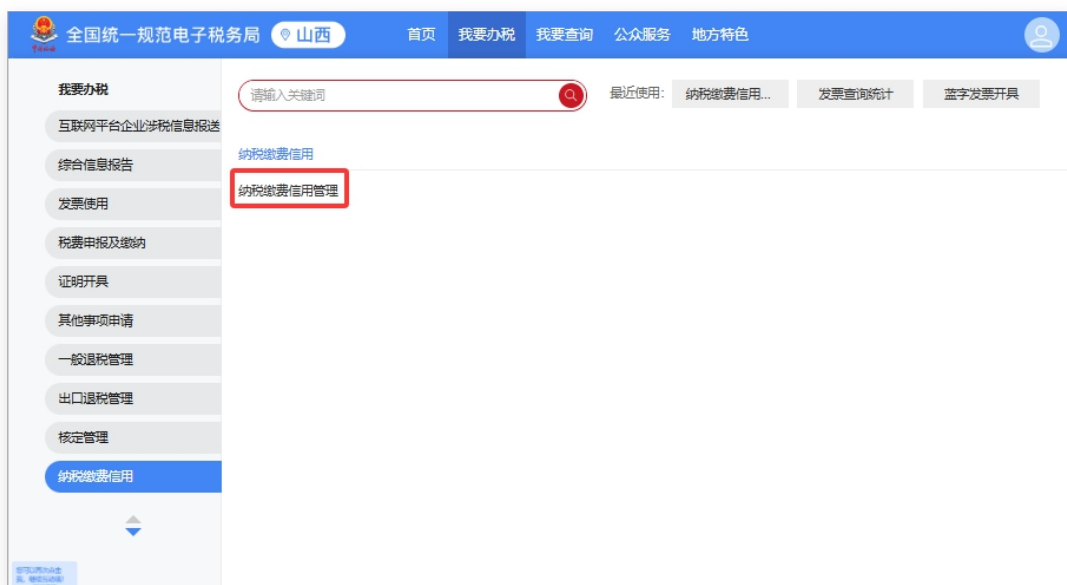 全国统一规范电子税务局 山西 首页 我要办税 我要查询 公众服务 地方特色
我要办税
互联网平台企业涉税信息报送
综合信息报告
发票使用
税费申报及缴纳
证明开具
其他事项申请
一般退税管理
出口退税管理
核定管理
纳税缴费信用
请输入关键词 最近使用: 纳税缴费信用... 发票查询统计 蓝字发票开具
纳税缴费信用
纳税缴费信用管理